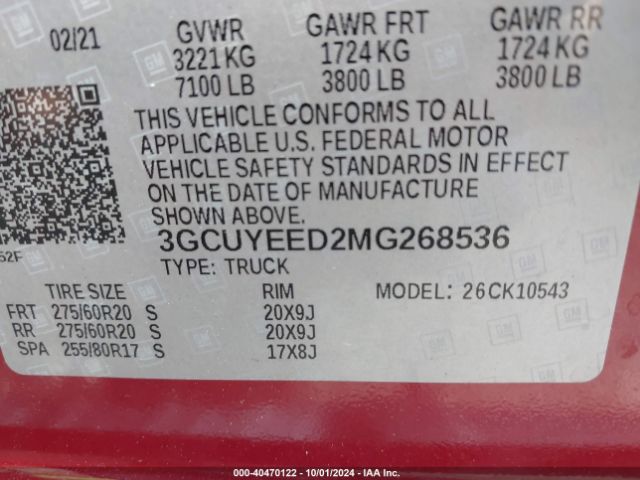 02/21 GVWR GAWR FRT GAWR RR
3221 KG 1724 KG 1724 KG
7100 LB 3800 LB 3800 LB
THIS VEHICLE CONFORMS TO ALL
APPLICABLE U.S. FEDERAL MOTOR
VEHICLE SAFETY STANDARDS IN EFFECT
ON THE DATE OF MANUFACTURE
SHOWN ABOVE.
52F 3GCUYEED2MG268536
TYPE: TRUCK
TIRE SIZE RIM MODEL: 26CK10543
FRT 275/60R20 S 20X9J
RR 275/60R20 S 20X9J
SPA 255/80R17 S 17X8J
GM
000-40470122 - 10/01/2024 - IAA Inc.